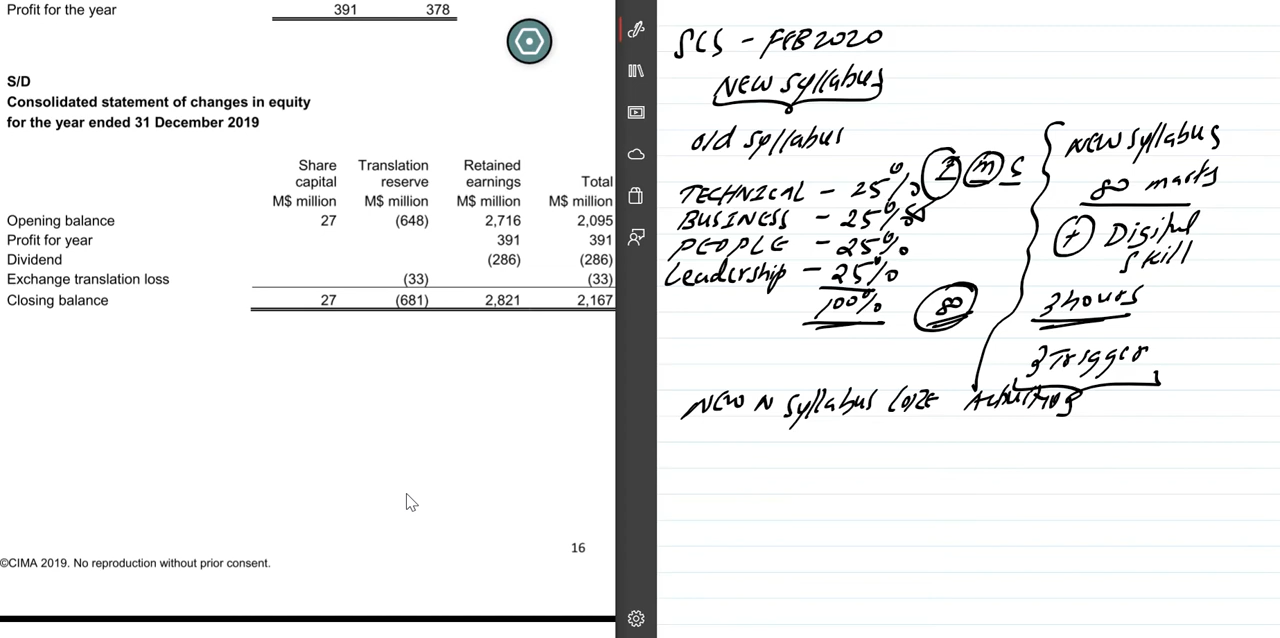 Profit for the year 391 378
S/D
Consolidated statement of changes in equity
for the year ended 31 December 2019
Share Translation Retained
capital reserve earnings Total
M$ million M$ million M$ million M$ million
Opening balance 27 (648) 2,716 2,095
Profit for year 391 391
Dividend (286) (286)
Exchange translation loss (33) (33)
Closing balance 27 (681) 2,821 2,167
16
©CIMA 2019. No reproduction without prior consent.
SCS - FEB 2020
NEW syllabus
old syllabus
TECHNICAL - 25%
BUSINESS - 25%
PEOPLE - 25%
Leadership - 25%
100% 80
E m S
NEW syllabus
80 marks
+ Digital
skill
3 hours
3 Trigger
NEW syllabus CORE Activities